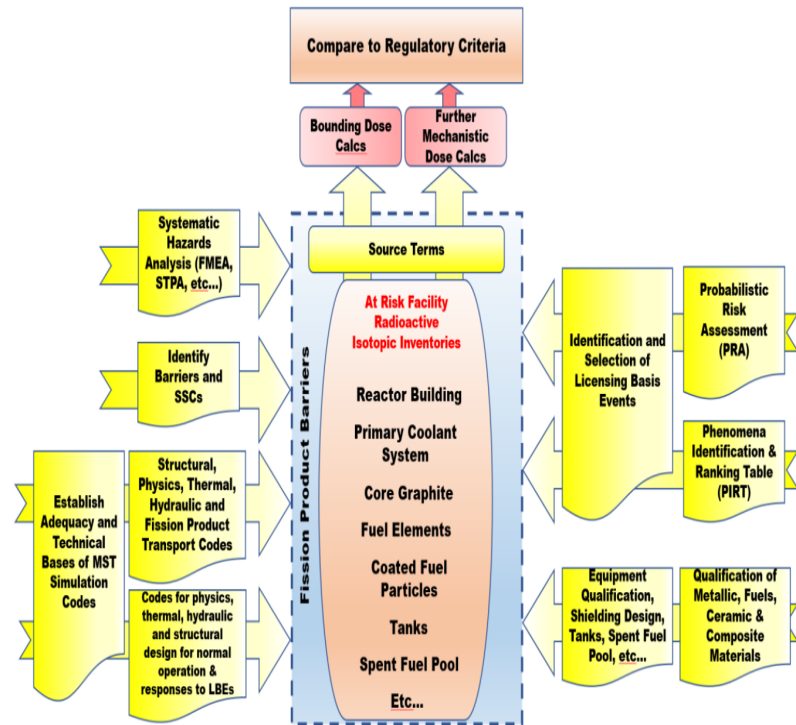 Compare to Regulatory Criteria
Bounding Dose
Calcs
Further
Mechanistic
Dose Calcs
Systematic
Hazards
Analysis (FMEA,
STPA, etc...)
Source Terms
At Risk Facility
Radioactive
Isotopic Inventories
Reactor Building
Primary Coolant
System
Core Graphite
Fuel Elements
Coated Fuel
Particles
Tanks
Spent Fuel Pool
Etc...
Fission Product Barriers
Identify
Barriers and
SSCs
Structural,
Physics, Thermal,
Hydraulic and
Fission Product
Transport Codes
Establish
Adequacy and
Technical
Bases of MST
Simulation
Codes
Codes for physics,
thermal, hydraulic
and structural
design for normal
operation &
responses to LBEs
Identification and
Selection of
Licensing Basis
Events
Probabilistic
Risk
Assessment
(PRA)
Phenomena
Identification &
Ranking Table
(PIRT)
Equipment
Qualification,
Shielding Design,
Tanks, Spent Fuel
Pool, etc...
Qualification of
Metallic, Fuels,
Ceramic &
Composite
Materials